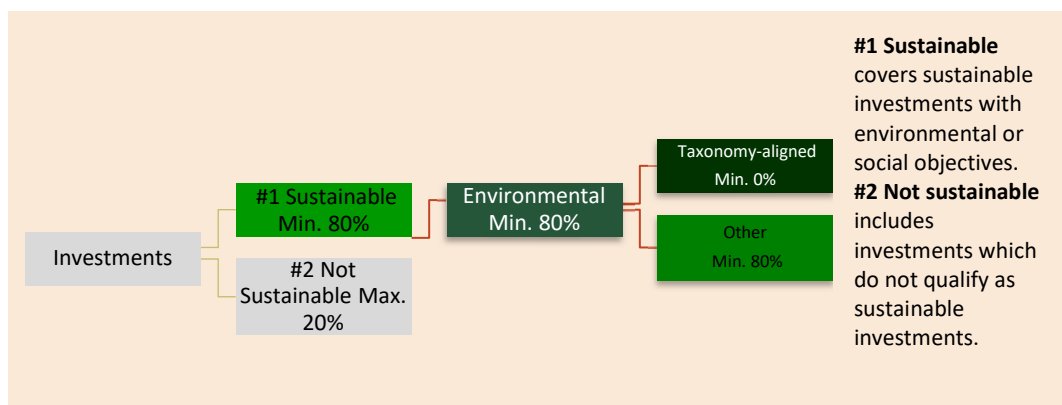 Investments
#1 Sustainable
Min. 80%
#2 Not
Sustainable Max.
20%
Environmental
Min. 80%
Taxonomy-aligned
Min. 0%
Other
Min. 80%
#1 Sustainable
covers sustainable
investments with
environmental or
social objectives.
#2 Not sustainable
includes
investments which
do not qualify as
sustainable
investments.